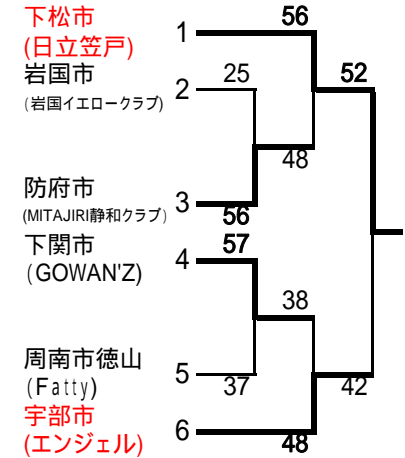 下松市
(日立笠戸)
1
56
岩国市
(岩国イエロークラブ)
2
25
52
48
防府市
(MITAJIRI静和クラブ)
3
56
下関市
(GOWAN'Z)
4
57
38
周南市徳山
(Fatty)
5
37
42
宇部市
(エンジェル)
6
48